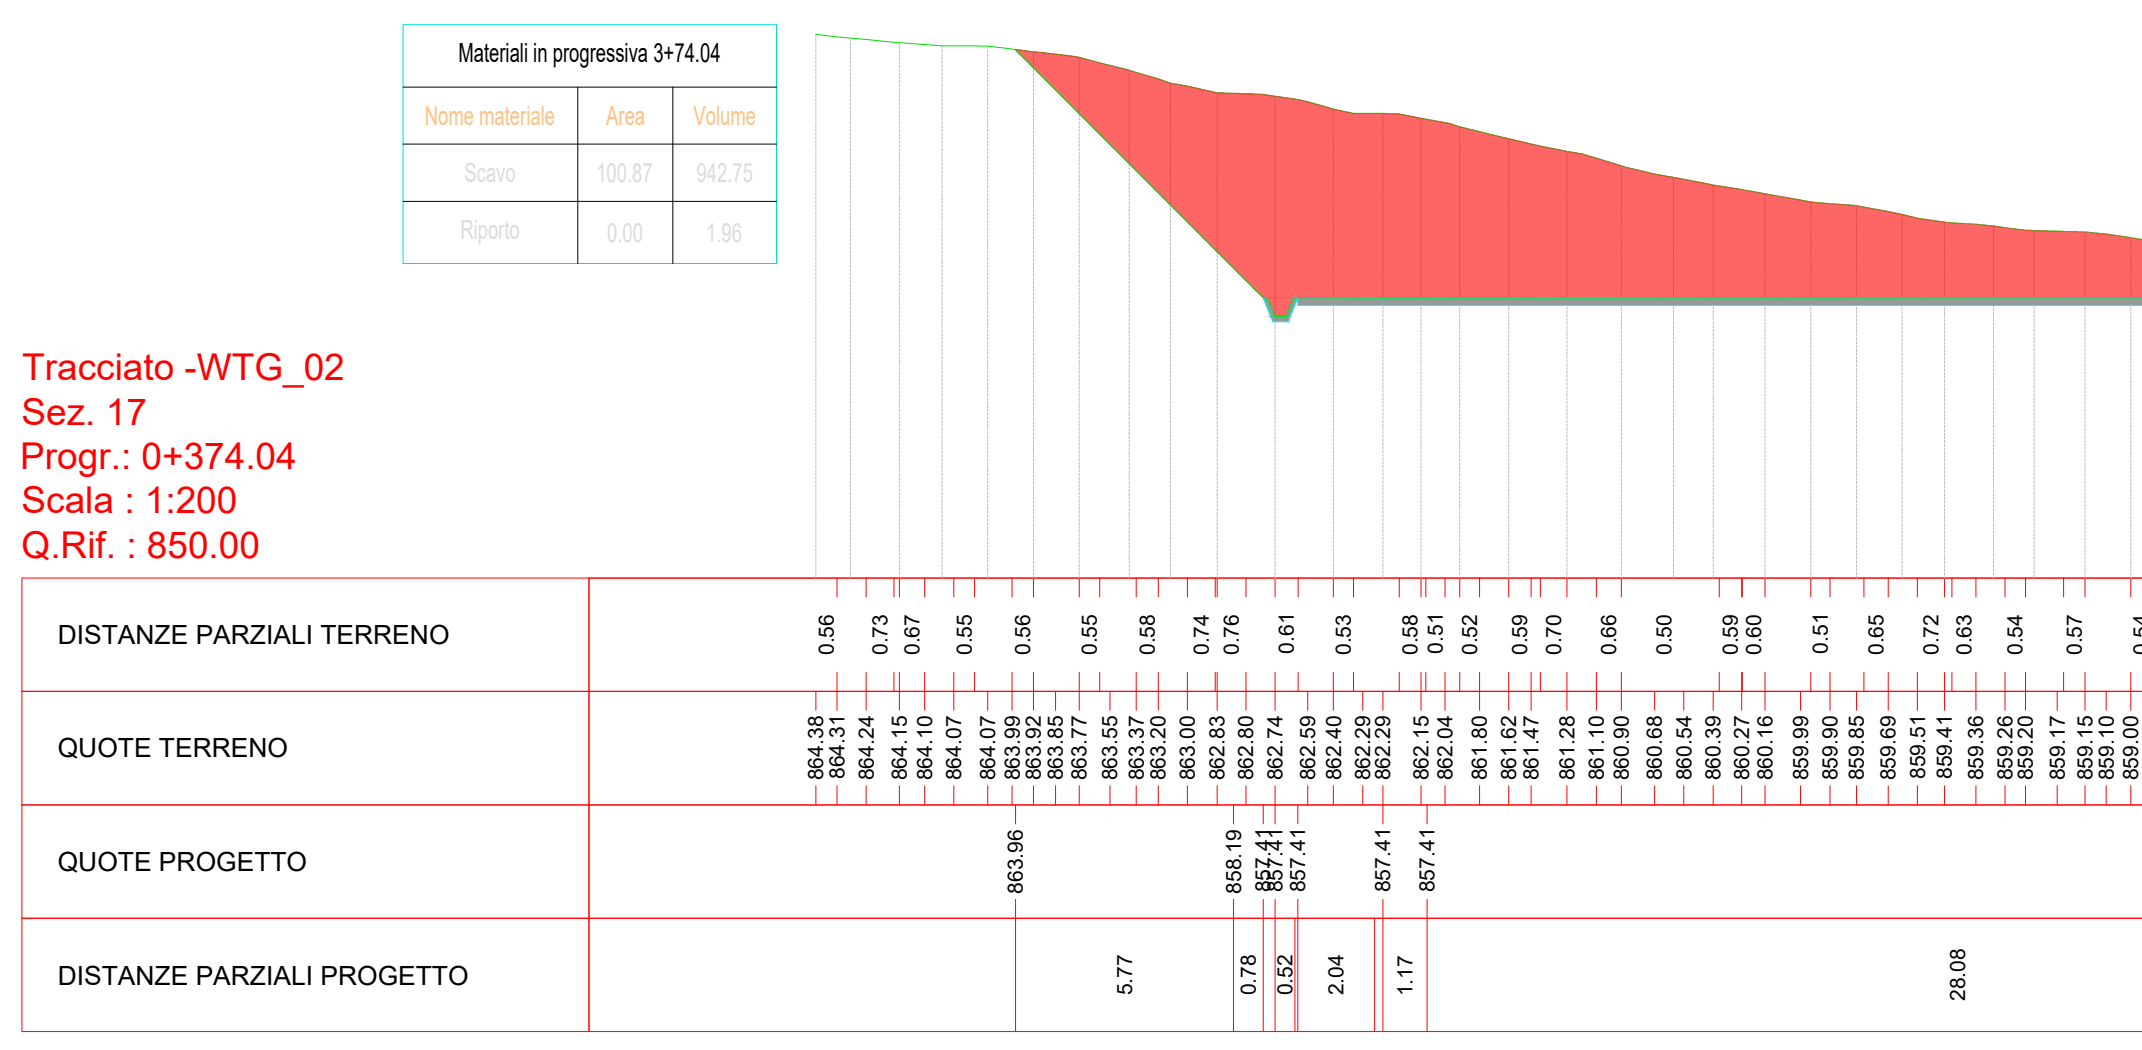 Materiali in progressiva 3+74.04
Nome materiale Area Volume
Scavo 100.87 942.75
Riporto 0.00 1.96
Tracciato -WTG_02
Sez. 17
Progr.: 0+374.04
Scala : 1:200
Q.Rif. : 850.00
DISTANZE PARZIALI TERRENO 0.56 0.73 0.67 0.55 0.56 0.55 0.58 0.74 0.76 0.61 0.53 0.58 0.51 0.52 0.59 0.70 0.66 0.50 0.59 0.60 0.51 0.65 0.72 0.63 0.54 0.57
QUOTE TERRENO 864.38 864.31 864.24 864.15 864.10 864.07 864.07 863.99 863.92 863.85 863.77 863.55 863.37 863.20 863.00 862.83 862.80 862.74 862.59 862.40 862.29 862.29 862.15 862.04 861.80 861.62 861.47 861.28 861.10 860.90 860.68 860.54 860.39 860.27 860.16 859.99 859.90 859.85 859.69 859.51 859.41 859.36 859.26 859.20 859.17 859.15 859.10 859.00
QUOTE PROGETTO 863.96 858.19 857.41 857.41 857.41 857.41 857.41
DISTANZE PARZIALI PROGETTO 5.77 0.78 0.52 2.04 1.17 28.08